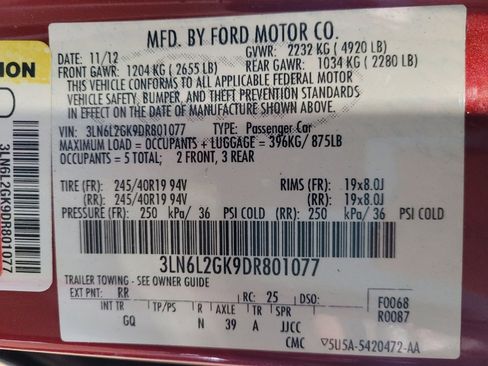 MFD. BY FORD MOTOR CO.
DATE: 11/12 GVWR: 2232 KG ( 4920 LB)
FRONT GAWR: 1204 KG ( 2655 LB) REAR GAWR: 1034 KG ( 2280 LB)
THIS VEHICLE CONFORMS TO ALL APPLICABLE FEDERAL MOTOR
VEHICLE SAFETY, BUMPER, AND THEFT PREVENTION STANDARDS
IN EFFECT ON THE DATE OF MANUFACTURE SHOWN ABOVE.
VIN: 3LN6L2GK9DR801077 TYPE: Passenger Car
MAXIMUM LOAD = OCCUPANTS + LUGGAGE = 396KG/ 875LB
OCCUPANTS = 5 TOTAL; 2 FRONT, 3 REAR
TIRE (FR): 245/40R19 94V RIMS (FR): 19x8.0J
(RR): 245/40R19 94V (RR): 19x8.0J
PRESSURE (FR): 250 kPa/ 36 PSI COLD (RR): 250 kPa/ 36 PSI COLD
3LN6L2GK9DR801077
TRAILER TOWING - SEE OWNER GUIDE
EXT PNT: RR RC: 25 DSO:
F0068
R0087
INT TR TP/PS R AXLE TR SPR
GQ N 39 A JJCC
CMC 5U5A-5420472-AA
ION
3LN6L2GK9DR801077